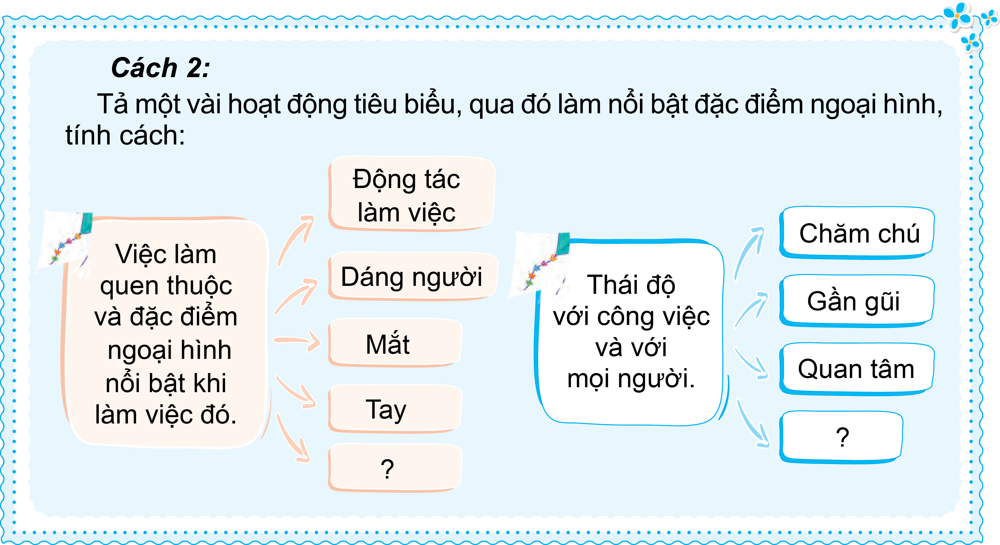 Cách 2:
Tả một vài hoạt động tiêu biểu, qua đó làm nổi bật đặc điểm ngoại hình,
tính cách:
Việc làm
quen thuộc
và đặc điểm
ngoại hình
nổi bật khi
làm việc đó.
Động tác
làm việc
Dáng người
Mắt
Tay
?
Thái độ
với công việc
và với
mọi người.
Chăm chú
Gần gũi
Quan tâm
?